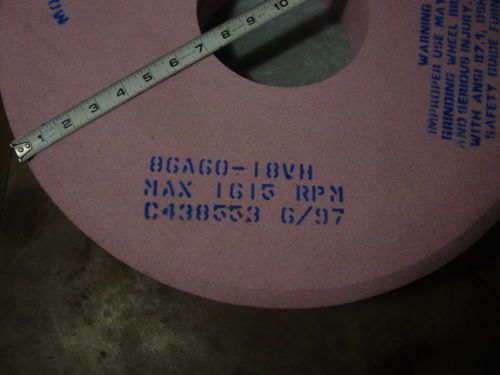 1 2 3 4 5 6 7 8 9 10
WARNING
IMPROPER USE MAY
GRINDING WHEEL
AND SERIOUS INJURY.
WITH ANSI B7.1,
SAFETY GUIDE
86A60-18VH
MAX 1615 RPM
C438553 6/97